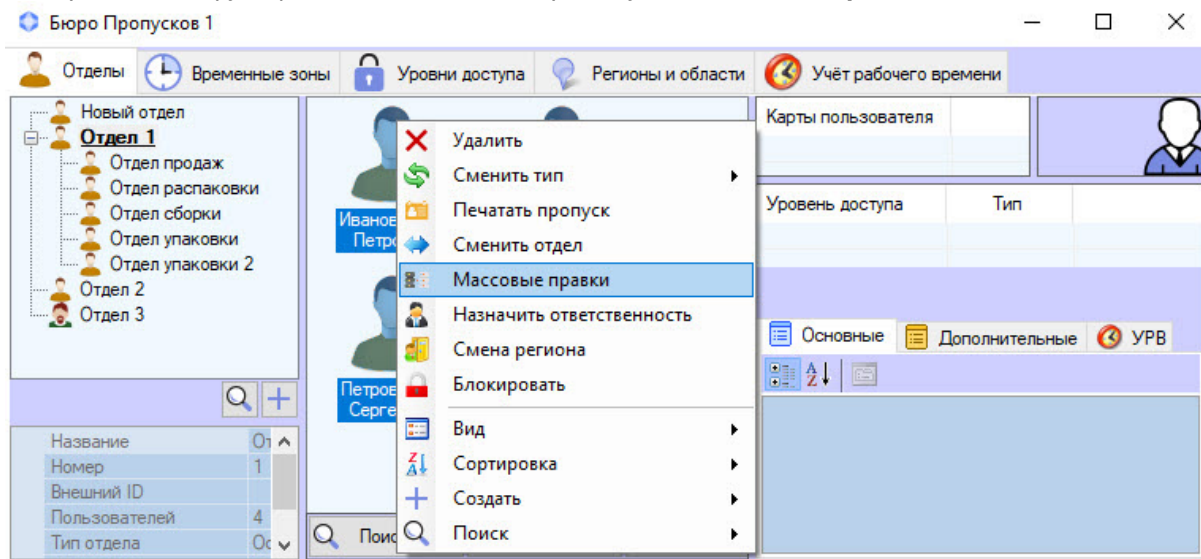 Бюро Пропусков 1
Отделы
Временные зоны
Уровни доступа
Регионы и области
Учёт рабочего времени
Новый отдел
Отдел 1
Отдел продаж
Отдел распаковки
Отдел сборки
Отдел упаковки
Отдел упаковки 2
Отдел 2
Отдел 3
Название
Номер 1
Внешний ID
Пользователей 4
Тип отдела
Удалить
Сменить тип
Печатать пропуск
Сменить отдел
Массовые правки
Назначить ответственность
Смена региона
Блокировать
Вид
Сортировка
Создать
Поиск
Карты пользователя
Уровень доступа Тип
Основные
Дополнительные
УРВ